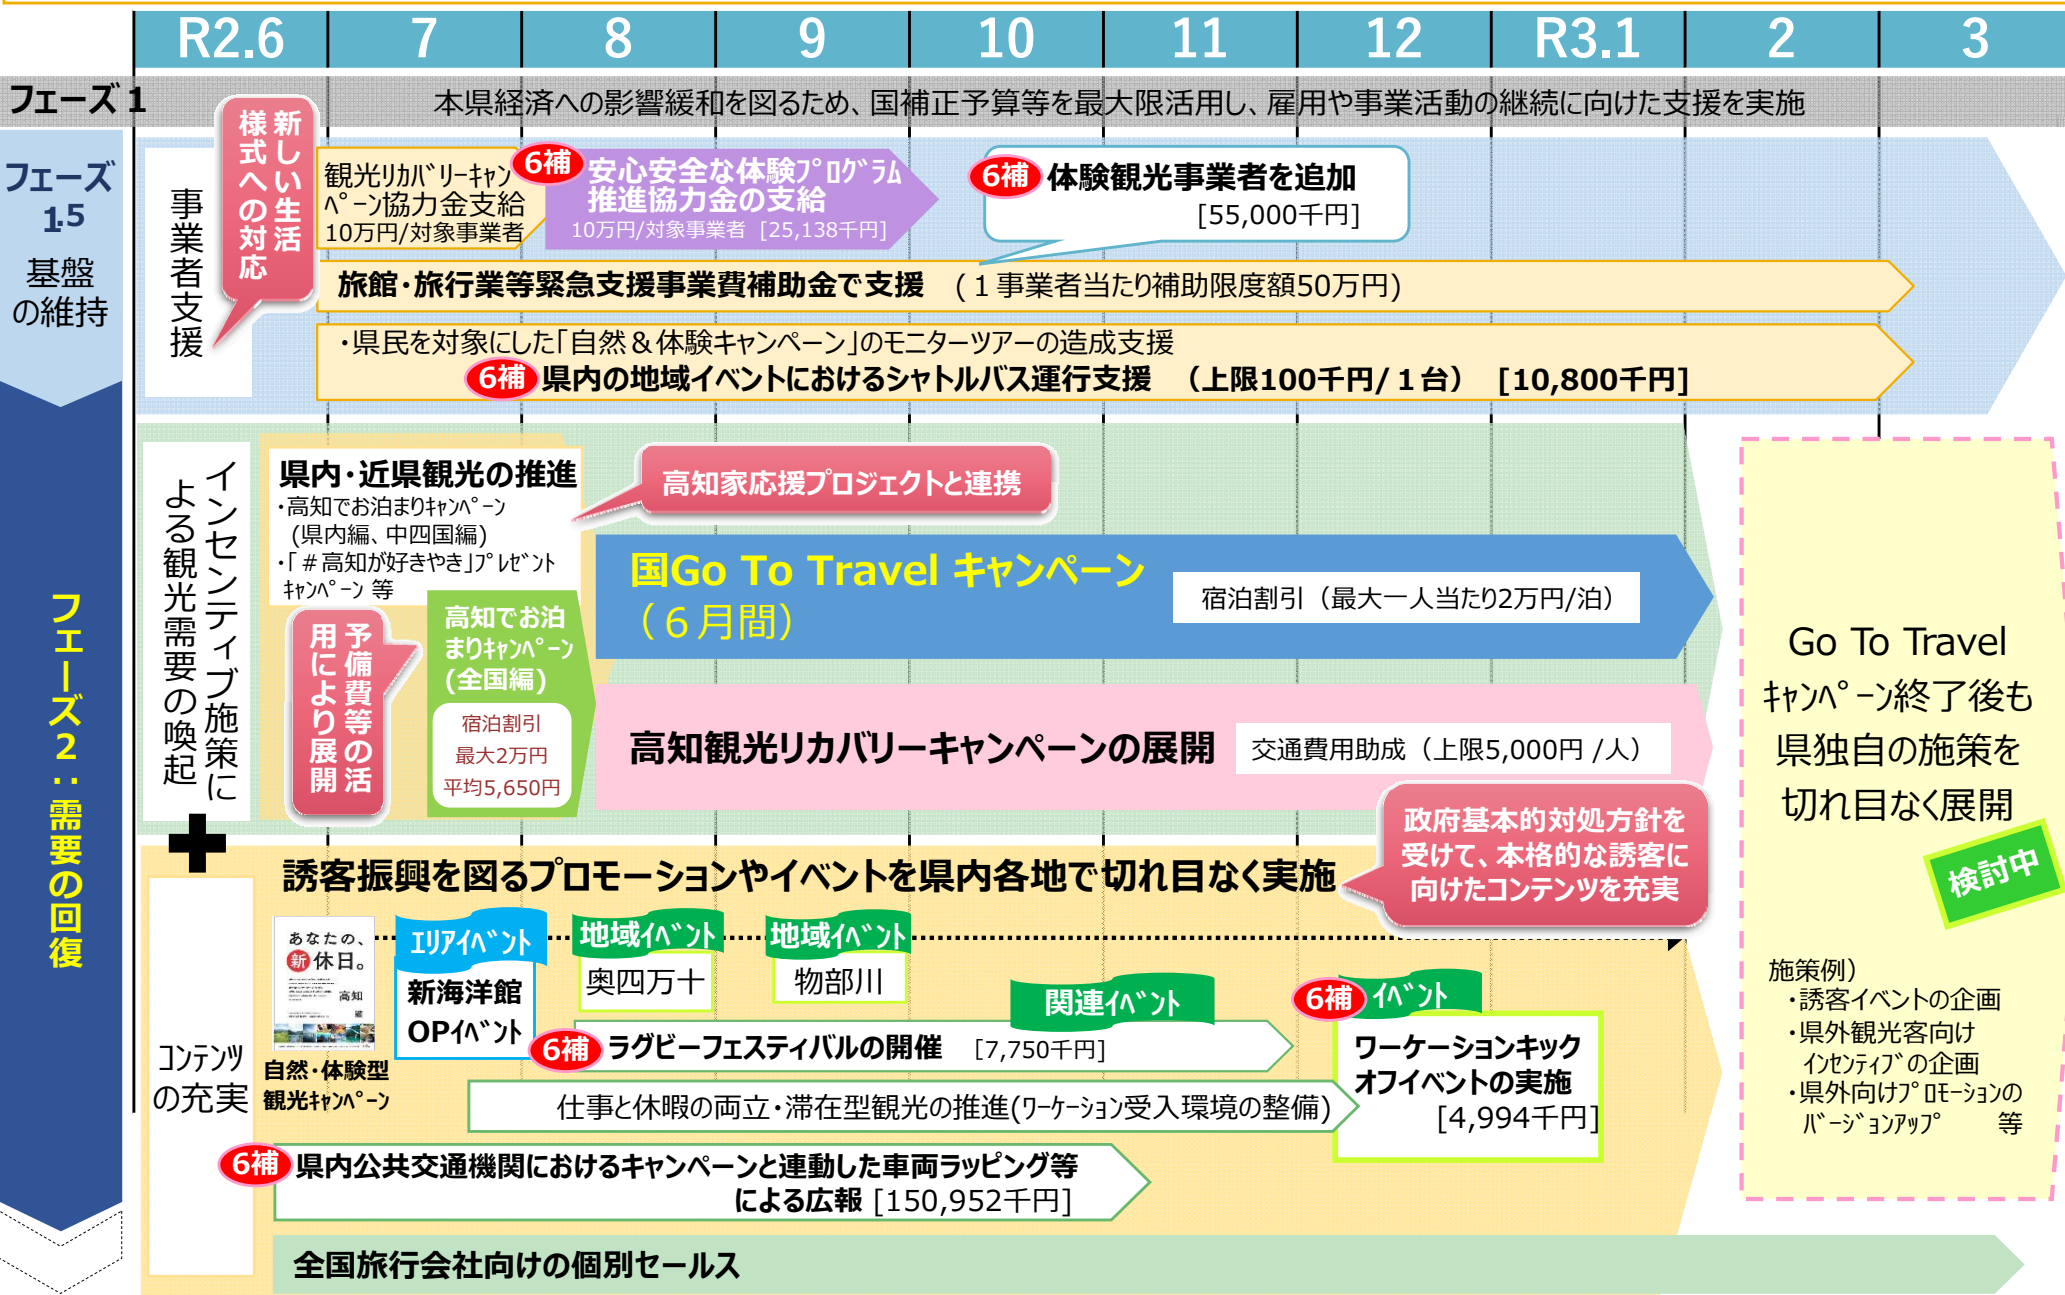 R2.6 7 8 9 10 11 12 R3.1 2 3
フェーズ1
本県経済への影響緩和を図るため、国補正予算等を最大限活用し、雇用や事業活動の継続に向けた支援を実施
フェーズ
1.5
基盤
の維持
事業者支援
新しい生活
様式への対応
観光ﾘｶﾊﾞﾘｰｷｬﾝ
ﾍﾟｰﾝ協力金支給
10万円/対象事業者
6補
安心安全な体験ﾌﾟﾛｸﾞﾗﾑ
推進協力金の支給
10万円/対象事業者 [25,138千円]
6補 体験観光事業者を追加
[55,000千円]
旅館・旅行業等緊急支援事業費補助金で支援 (１事業者当たり補助限度額50万円)
・県民を対象にした「自然＆体験キャンペーン」のモニターツアーの造成支援
6補 県内の地域イベントにおけるシャトルバス運行支援 （上限100千円/１台） [10,800千円]
フェーズ2：需要の回復
インセンティブ施策に
よる観光需要の喚起
県内・近県観光の推進
・高知でお泊まりｷｬﾝﾍﾟｰﾝ
(県内編、中四国編)
・「＃高知が好きやき」ﾌﾟﾚｾﾞﾝﾄ
ｷｬﾝﾍﾟｰﾝ 等
高知家応援プロジェクトと連携
予備費等の活
用により展開
高知でお泊
まりｷｬﾝﾍﾟｰﾝ
(全国編)
宿泊割引
最大2万円
平均5,650円
国Go To Travel キャンペーン
（６月間）
宿泊割引（最大一人当たり2万円/泊）
高知観光リカバリーキャンペーンの展開
交通費用助成（上限5,000円 /人）
政府基本的対処方針を
受けて、本格的な誘客に
向けたコンテンツを充実
Go To Travel
ｷｬﾝﾍﾟｰﾝ終了後も
県独自の施策を
切れ目なく展開
検討中
施策例）
・誘客イベントの企画
・県外観光客向け
ｲﾝｾﾝﾃｨﾌﾞの企画
・県外向けﾌﾟﾛﾓｰｼｮﾝの
ﾊﾞｰｼﾞｮﾝｱｯﾌﾟ 等
コンテンツ
の充実
誘客振興を図るプロモーションやイベントを県内各地で切れ目なく実施
あなたの、
新休日。
高知
自然・体験型
観光ｷｬﾝﾍﾟｰﾝ
ｴﾘｱｲﾍﾞﾝﾄ
新海洋館
OPｲﾍﾞﾝﾄ
地域ｲﾍﾞﾝﾄ
奥四万十
地域ｲﾍﾞﾝﾄ
物部川
関連ｲﾍﾞﾝﾄ
6補 ラグビーフェスティバルの開催 [7,750千円]
6補 ｲﾍﾞﾝﾄ
ワーケーションキック
オフイベントの実施
[4,994千円]
仕事と休暇の両立・滞在型観光の推進(ﾜｰｹｰｼｮﾝ受入環境の整備)
6補 県内公共交通機関におけるキャンペーンと連動した車両ラッピング等
による広報 [150,952千円]
全国旅行会社向けの個別セールス